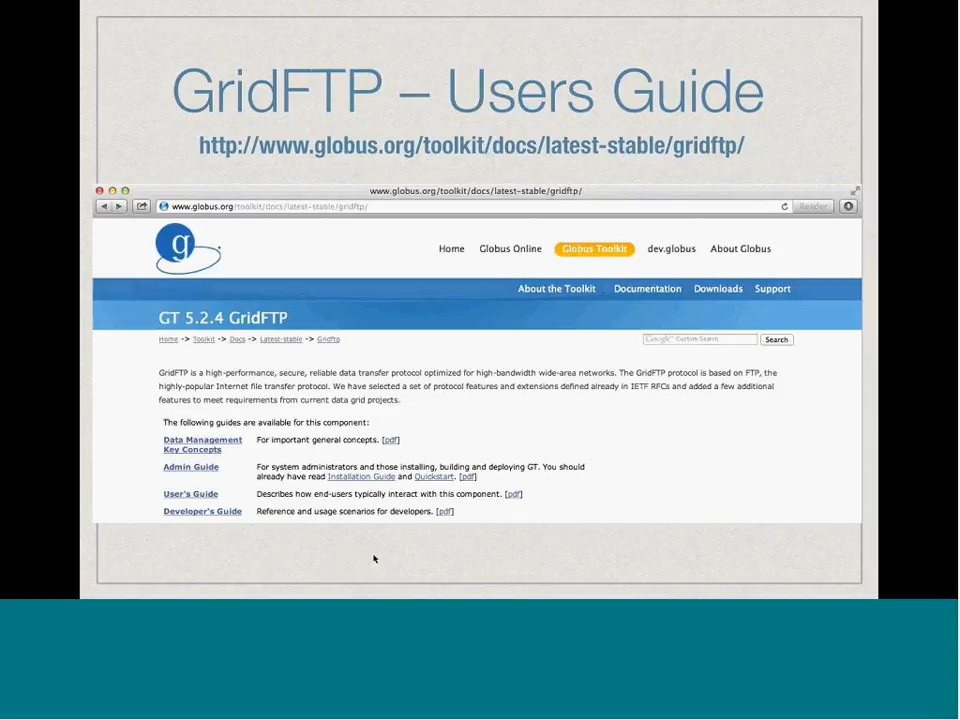 GridFTP – Users Guide
http://www.globus.org/toolkit/docs/latest-stable/gridftp/
www.globus.org/toolkit/docs/latest-stable/gridftp/
www.globus.org/toolkit/docs/latest-stable/gridftp/ Reader
g
Home Globus Online Globus Toolkit dev.globus About Globus
About the Toolkit Documentation Downloads Support
GT 5.2.4 GridFTP
Home -> Toolkit -> Docs -> Latest-stable -> Gridftp Google Custom Search Search
GridFTP is a high-performance, secure, reliable data transfer protocol optimized for high-bandwidth wide-area networks. The GridFTP protocol is based on FTP, the
highly-popular Internet file transfer protocol. We have selected a set of protocol features and extensions defined already in IETF RFCs and added a few additional
features to meet requirements from current data grid projects.
The following guides are available for this component:
Data Management For important general concepts. [pdf]
Key Concepts
Admin Guide For system administrators and those installing, building and deploying GT. You should
already have read Installation Guide and Quickstart. [pdf]
User's Guide Describes how end-users typically interact with this component. [pdf]
Developer's Guide Reference and usage scenarios for developers. [pdf]